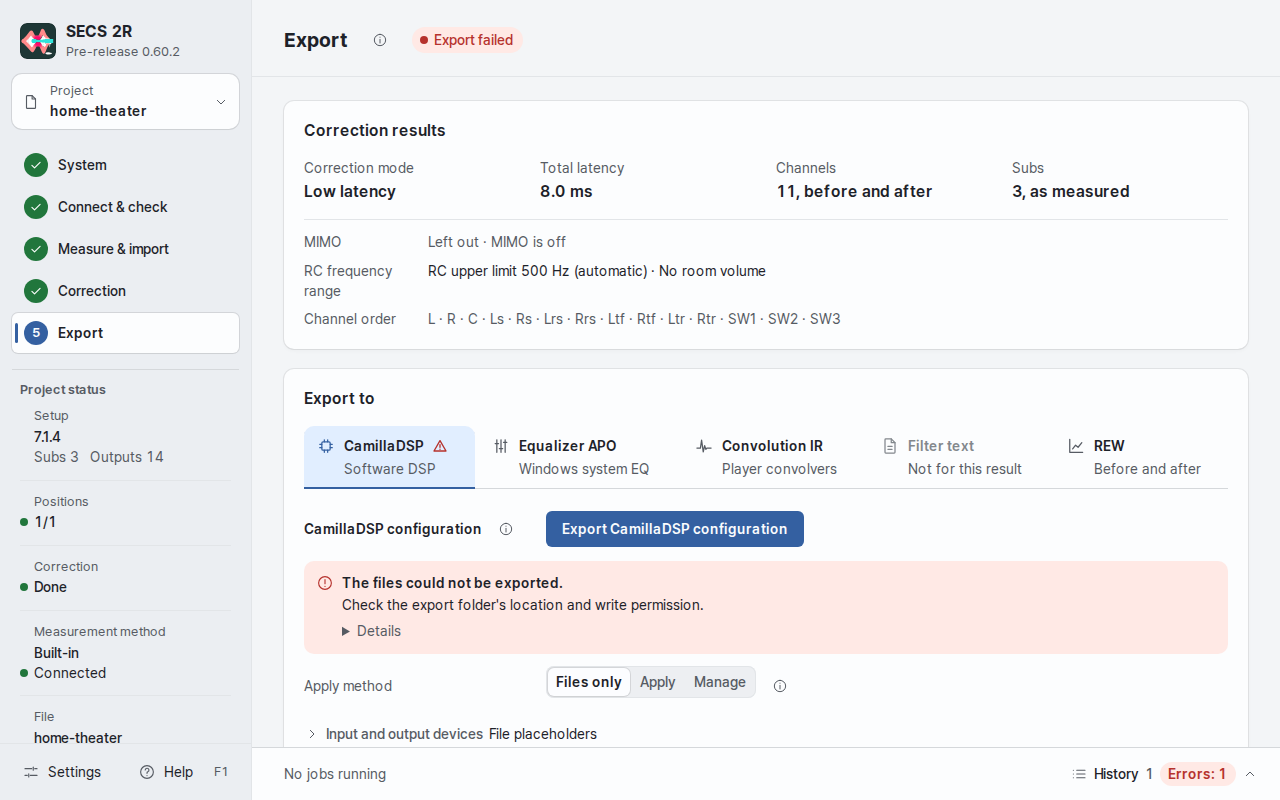 SECS 2R
Pre-release 0.60.2
Project
home-theater
System
Connect & check
Measure & import
Correction
5 Export
Project status
Setup
7.1.4
Subs 3 Outputs 14
Positions
1/1
Correction
Done
Measurement method
Built-in
Connected
File
home-theater
Settings Help F1
Export Export failed
Correction results
Correction mode Total latency Channels Subs
Low latency 8.0 ms 11, before and after 3, as measured
MIMO Left out · MIMO is off
RC frequency range RC upper limit 500 Hz (automatic) · No room volume
Channel order L · R · C · Ls · Rs · Lrs · Rrs · Ltf · Rtf · Ltr · Rtr · SW1 · SW2 · SW3
Export to
CamillaDSP Equalizer APO Convolution IR Filter text REW
Software DSP Windows system EQ Player convolvers Not for this result Before and after
CamillaDSP configuration Export CamillaDSP configuration
The files could not be exported.
Check the export folder's location and write permission.
Details
Apply method Files only Apply Manage
Input and output devices File placeholders
No jobs running History 1 Errors: 1